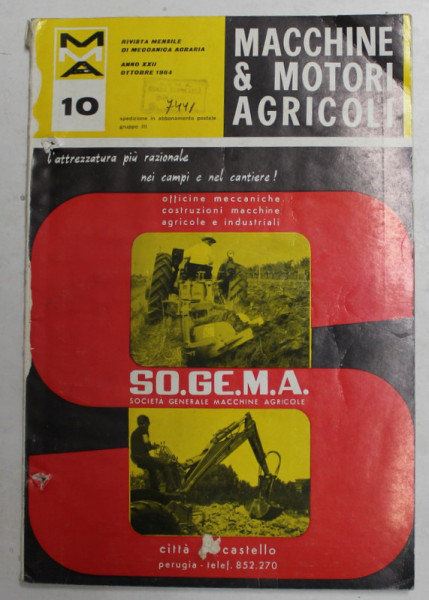 MMA
10
RIVISTA MENSILE
DI MECCANICA AGRARIA
ANNO XXII
OTTOBRE 1964
7441
spedizione in abbonamento postale
gruppo III
MACCHINE
& MOTORI
AGRICOLI
l'attrezzatura più razionale
nei campi e nel cantiere!
officine meccaniche
costruzioni macchine
agricole e industriali
SO.GE.M.A.
SOCIETÀ GENERALE MACCHINE AGRICOLE
città castello
perugia - telef. 852.270